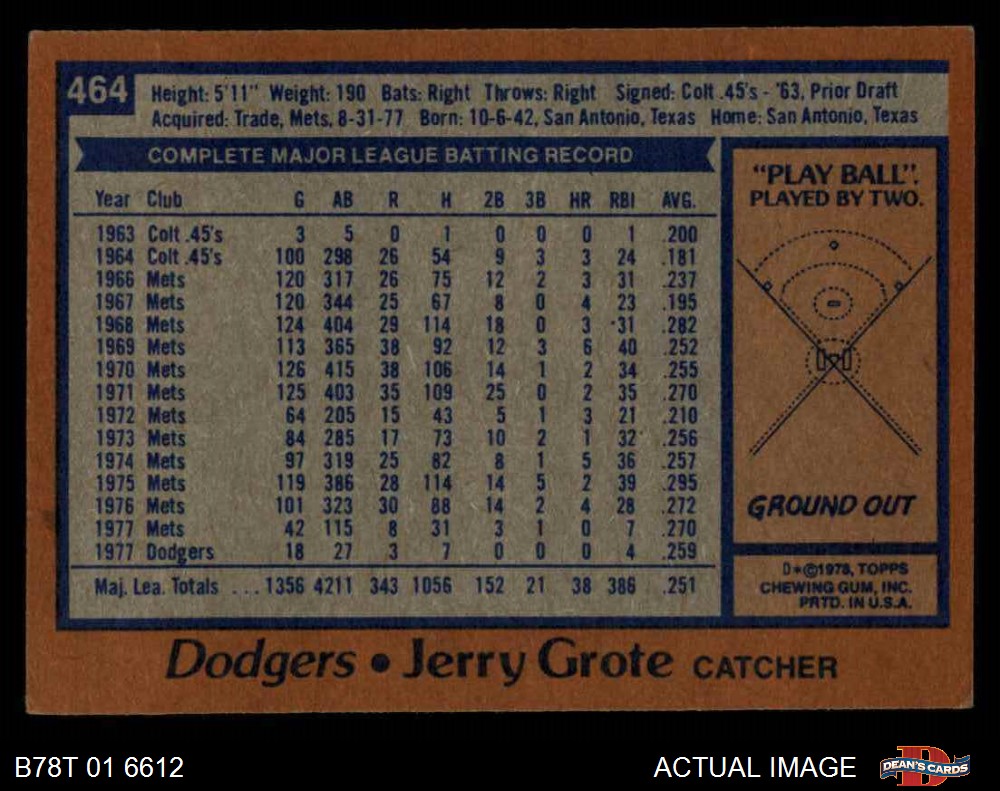 464
Height: 5'11" Weight: 190 Bats: Right Throws: Right Signed: Colt .45's - '63, Prior Draft
Acquired: Trade, Mets, 8-31-77 Born: 10-6-42, San Antonio, Texas Home: San Antonio, Texas
COMPLETE MAJOR LEAGUE BATTING RECORD
Year Club G AB R H 2B 3B HR RBI AVG.
1963 Colt .45's 3 5 0 1 0 0 0 1 .200
1964 Colt .45's 100 298 26 54 9 3 3 24 .181
1966 Mets 120 317 26 75 12 2 3 31 .237
1967 Mets 120 344 25 67 8 0 4 23 .195
1968 Mets 124 404 29 114 18 0 3 31 .282
1969 Mets 113 365 38 92 12 3 6 40 .252
1970 Mets 126 415 38 106 14 1 2 34 .255
1971 Mets 125 403 35 109 25 0 2 35 .270
1972 Mets 64 205 15 43 5 1 3 21 .210
1973 Mets 84 285 17 73 10 2 1 32 .256
1974 Mets 97 319 25 82 8 1 5 36 .257
1975 Mets 119 386 28 114 14 5 2 39 .295
1976 Mets 101 323 30 88 14 2 4 28 .272
1977 Mets 42 115 8 31 3 1 0 7 .270
1977 Dodgers 18 27 3 7 0 0 0 4 .259
Maj. Lea. Totals ... 1356 4211 343 1056 152 21 38 386 .251
"PLAY BALL".
PLAYED BY TWO.
GROUND OUT
D*©1978, TOPPS
CHEWING GUM, INC.
PRTD. IN U.S.A.
Dodgers • Jerry Grote CATCHER
B78T 01 6612
ACTUAL IMAGE
DEAN'S CARDS